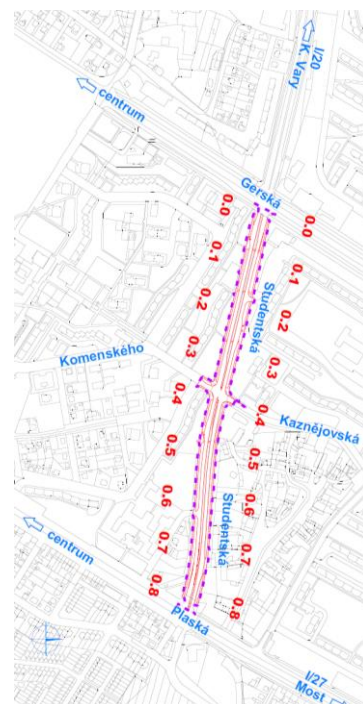 I/20
K. Vary
centrum
Gerská
0.0
0.0
0.1
0.1
Studentská
0.2
0.2
0.3
0.3
Komenského
0.4
0.4
Kaznějovská
0.5
0.5
0.6
0.6
Studentská
0.7
0.7
centrum
0.8
0.8
Plaská
I/27
Most